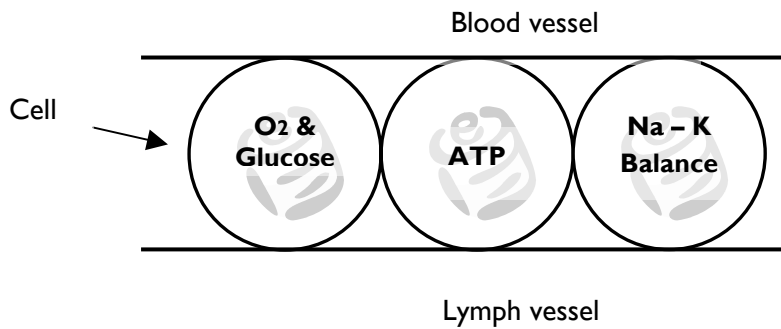 Blood vessel
Cell
O2 &
Glucose
ATP
Na – K
Balance
Lymph vessel